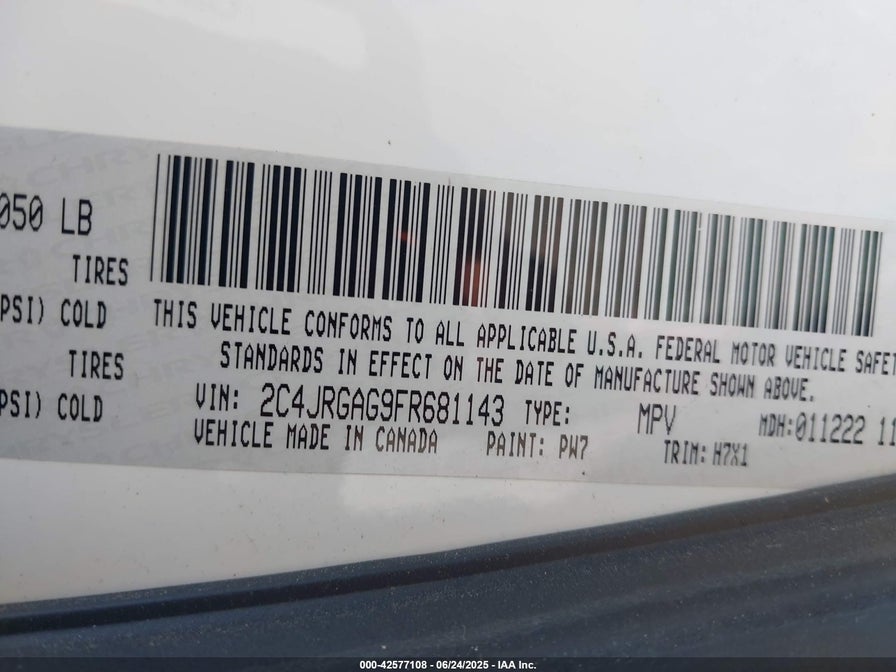 050 LB
TIRES
PSI) COLD
TIRES
PSI) COLD
THIS VEHICLE CONFORMS TO ALL APPLICABLE U.S.A. FEDERAL MOTOR VEHICLE SAFET
STANDARDS IN EFFECT ON THE DATE OF MANUFACTURE SHOWN ABOVE.
VIN: 2C4JRGAG9FR681143 TYPE: MPV MDH:011222 11
VEHICLE MADE IN CANADA PAINT: PW7 TRIM: H7X1
000-42577108 - 06/24/2025 - IAA Inc.